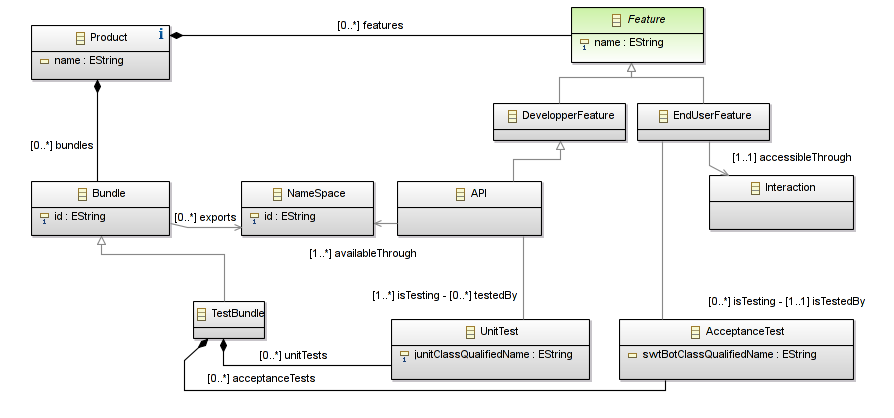 [0..*] features
Feature
name : EString
Product
name : EString
DevelopperFeature
EndUserFeature
[0..*] bundles
[1..1] accessibleThrough
Bundle
id : EString
[0..*] exports
NameSpace
id : EString
API
Interaction
[1..*] availableThrough
[1..*] isTesting - [0..*] testedBy
[0..*] isTesting - [1..1] isTestedBy
TestBundle
UnitTest
junitClassQualifiedName : EString
AcceptanceTest
swtBotClassQualifiedName : EString
[0..*] unitTests
[0..*] acceptanceTests